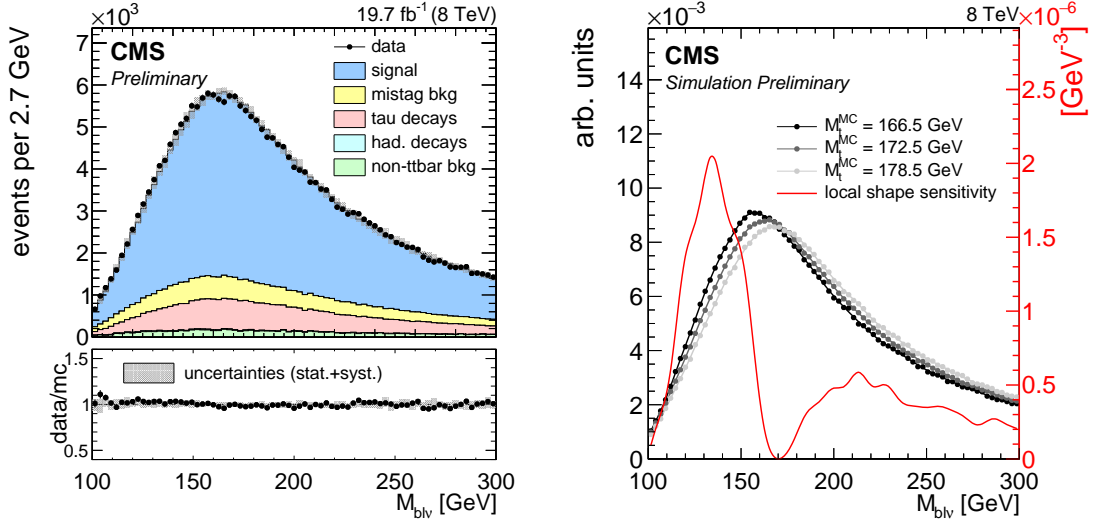 ×10³
19.7 fb⁻¹ (8 TeV)
CMS
Preliminary
data
signal
mistag bkg
tau decays
had. decays
non-ttbar bkg
events per 2.7 GeV
7
6
5
4
3
2
1
0
uncertainties (stat.+syst.)
data/mc
1.5
1
0.5
100 150 200 250 300
M_blν [GeV]
×10⁻³
8 TeV
×10⁻⁶
CMS
Simulation Preliminary
M_t^MC = 166.5 GeV
M_t^MC = 172.5 GeV
M_t^MC = 178.5 GeV
local shape sensitivity
arb. units
14
12
10
8
6
4
2
0
[GeV⁻³]
2.5
2
1.5
1
0.5
0
100 150 200 250 300
M_blν [GeV]